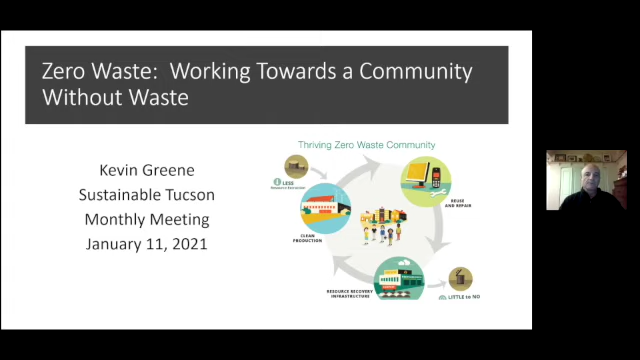 Zero Waste: Working Towards a Community
Without Waste
Kevin Greene
Sustainable Tucson
Monthly Meeting
January 11, 2021
Thriving Zero Waste Community
LESS
CLEAN
PRODUCTION
REUSE
AND REPAIR
RESOURCE RECOVERY
INFRASTRUCTURE
LITTLE to NO